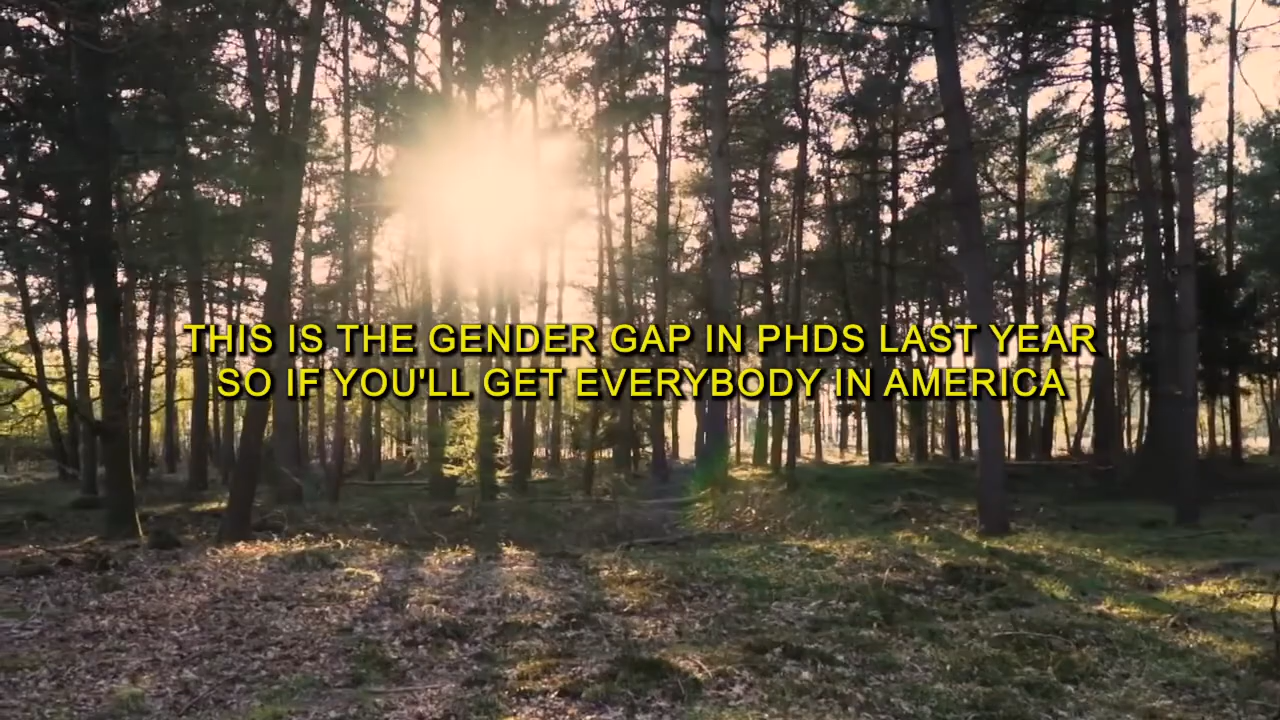 THIS IS THE GENDER GAP IN PHDS LAST YEAR
SO IF YOU'LL GET EVERYBODY IN AMERICA